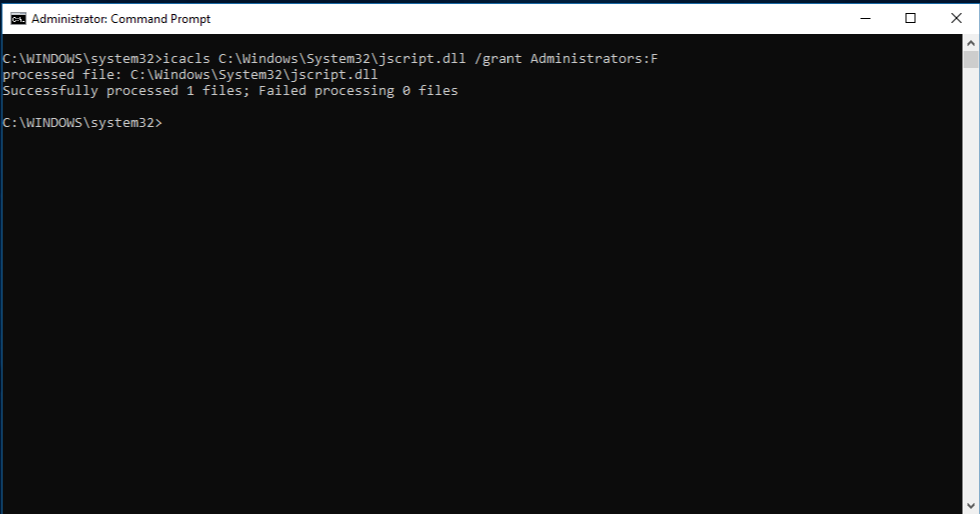 Administrator: Command Prompt
C:\WINDOWS\system32>icacls C:\Windows\System32\jscript.dll /grant Administrators:F
processed file: C:\Windows\System32\jscript.dll
Successfully processed 1 files; Failed processing 0 files
C:\WINDOWS\system32>